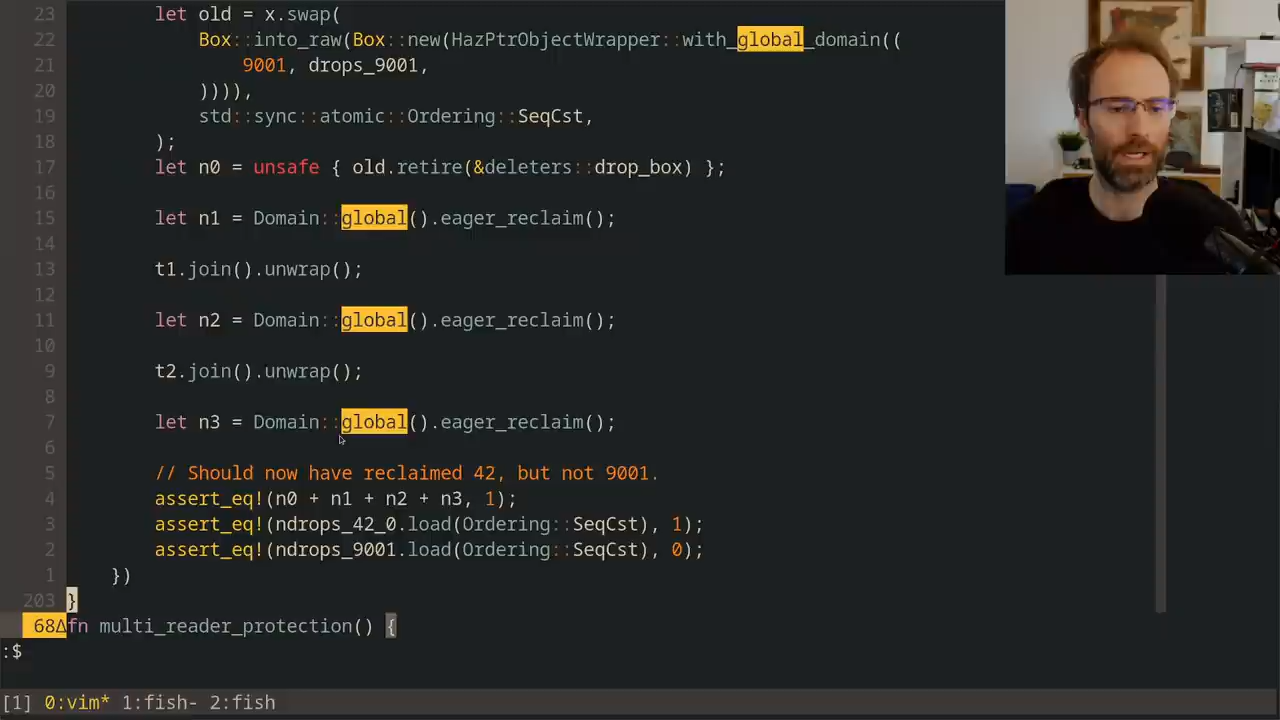 23 let old = x.swap(
22 Box::into_raw(Box::new(HazPtrObjectWrapper::with_global_domain((
21 9001, drops_9001,
20 )))),
19 std::sync::atomic::Ordering::SeqCst,
18 );
17 let n0 = unsafe { old.retire(&deleters::drop_box) };
16
15 let n1 = Domain::global().eager_reclaim();
14
13 t1.join().unwrap();
12
11 let n2 = Domain::global().eager_reclaim();
10
9 t2.join().unwrap();
8
7 let n3 = Domain::global().eager_reclaim();
6
5 // Should now have reclaimed 42, but not 9001.
4 assert_eq!(n0 + n1 + n2 + n3, 1);
3 assert_eq!(ndrops_42_0.load(Ordering::SeqCst), 1);
2 assert_eq!(ndrops_9001.load(Ordering::SeqCst), 0);
1 })
203 }
68Δfn multi_reader_protection() {
:$
[1] 0:vim* 1:fish- 2:fish